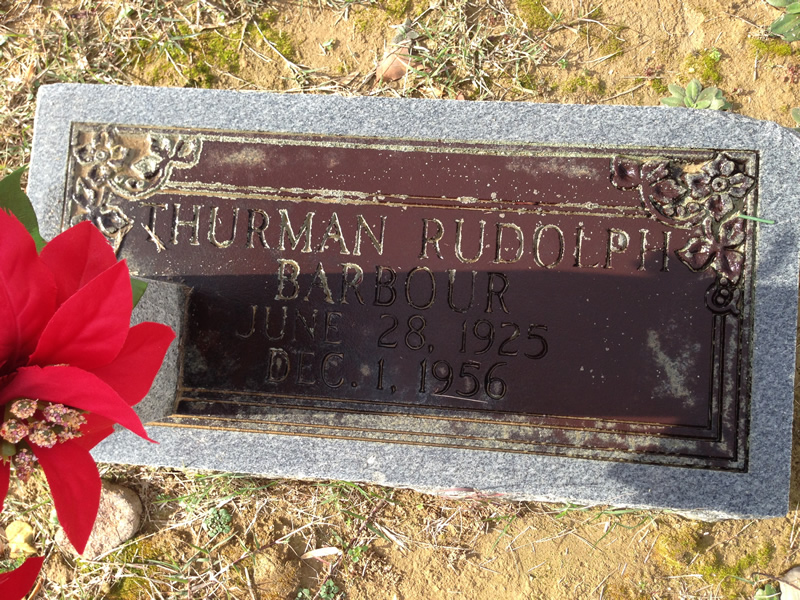 THURMAN RUDOLPH
BARBOUR
JUNE 28, 1925
DEC. 1, 1956